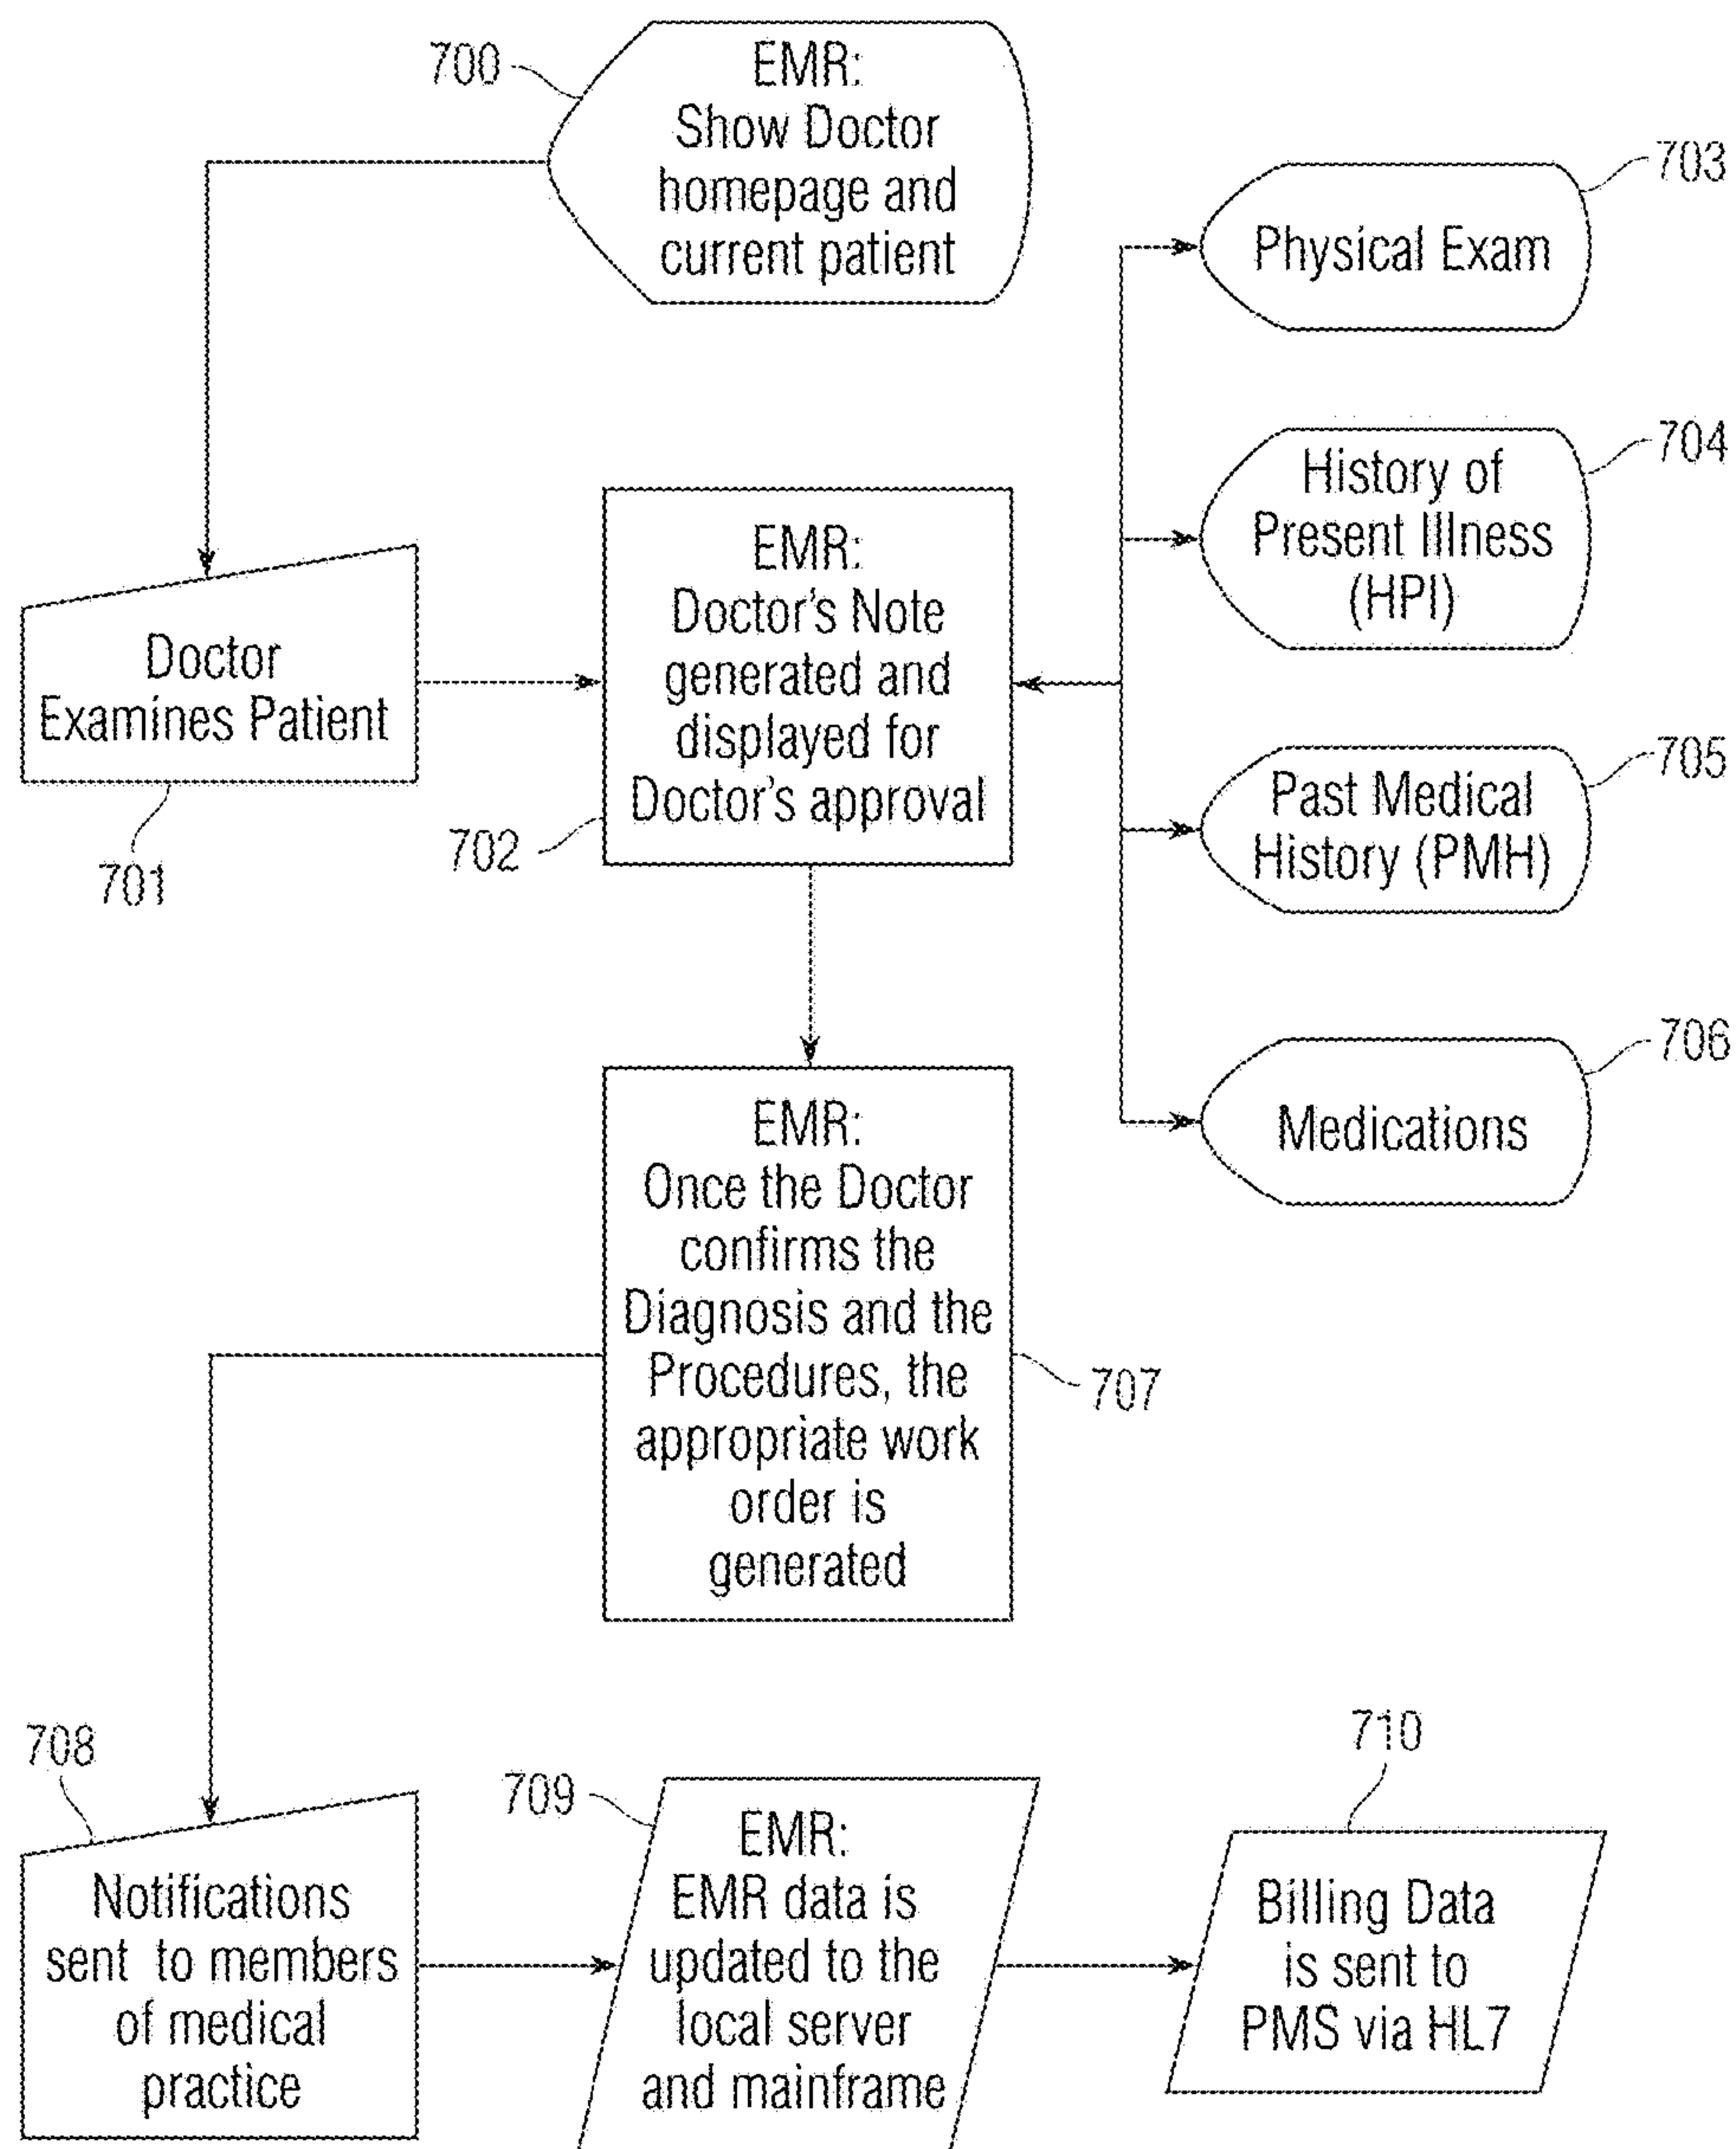 700
EMR:
Show Doctor
homepage and
current patient
703
Physical Exam
704
History of
Present Illness
(HPI)
Doctor
Examines Patient
701
EMR:
Doctor's Note
generated and
displayed for
Doctor's approval
702
705
Past Medical
History (PMH)
706
Medications
EMR:
Once the Doctor
confirms the
Diagnosis and the
Procedures, the
appropriate work
order is
generated
707
708
Notifications
sent to members
of medical
practice
709
EMR:
EMR data is
updated to the
local server
and mainframe
710
Billing Data
is sent to
PMS via HL7